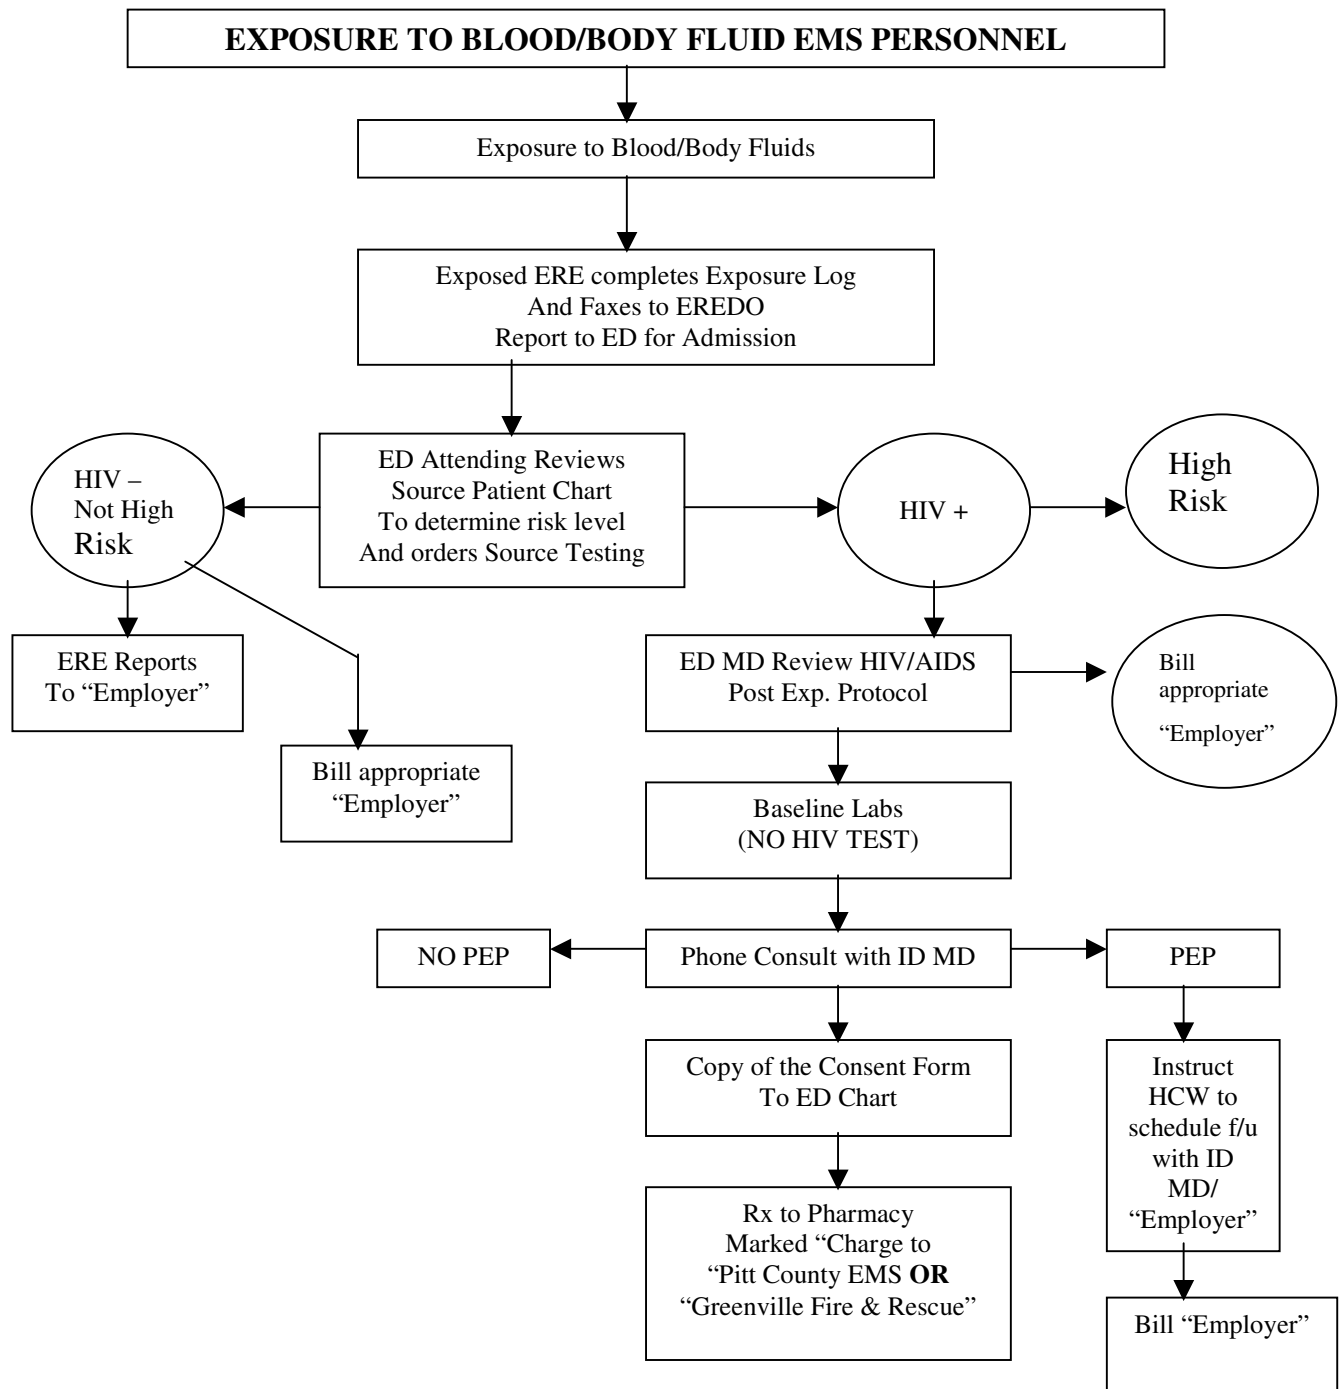 EXPOSURE TO BLOOD/BODY FLUID EMS PERSONNEL
Exposure to Blood/Body Fluids
Exposed ERE completes Exposure Log
And Faxes to EREDO
Report to ED for Admission
HIV –
Not High
Risk
ED Attending Reviews
Source Patient Chart
To determine risk level
And orders Source Testing
HIV +
High
Risk
ERE Reports
To “Employer”
Bill appropriate
“Employer”
ED MD Review HIV/AIDS
Post Exp. Protocol
Bill
appropriate
“Employer”
Baseline Labs
(NO HIV TEST)
NO PEP
Phone Consult with ID MD
PEP
Copy of the Consent Form
To ED Chart
Instruct
HCW to
schedule f/u
with ID
MD/
“Employer”
Rx to Pharmacy
Marked “Charge to
“Pitt County EMS OR
“Greenville Fire & Rescue”
Bill “Employer”